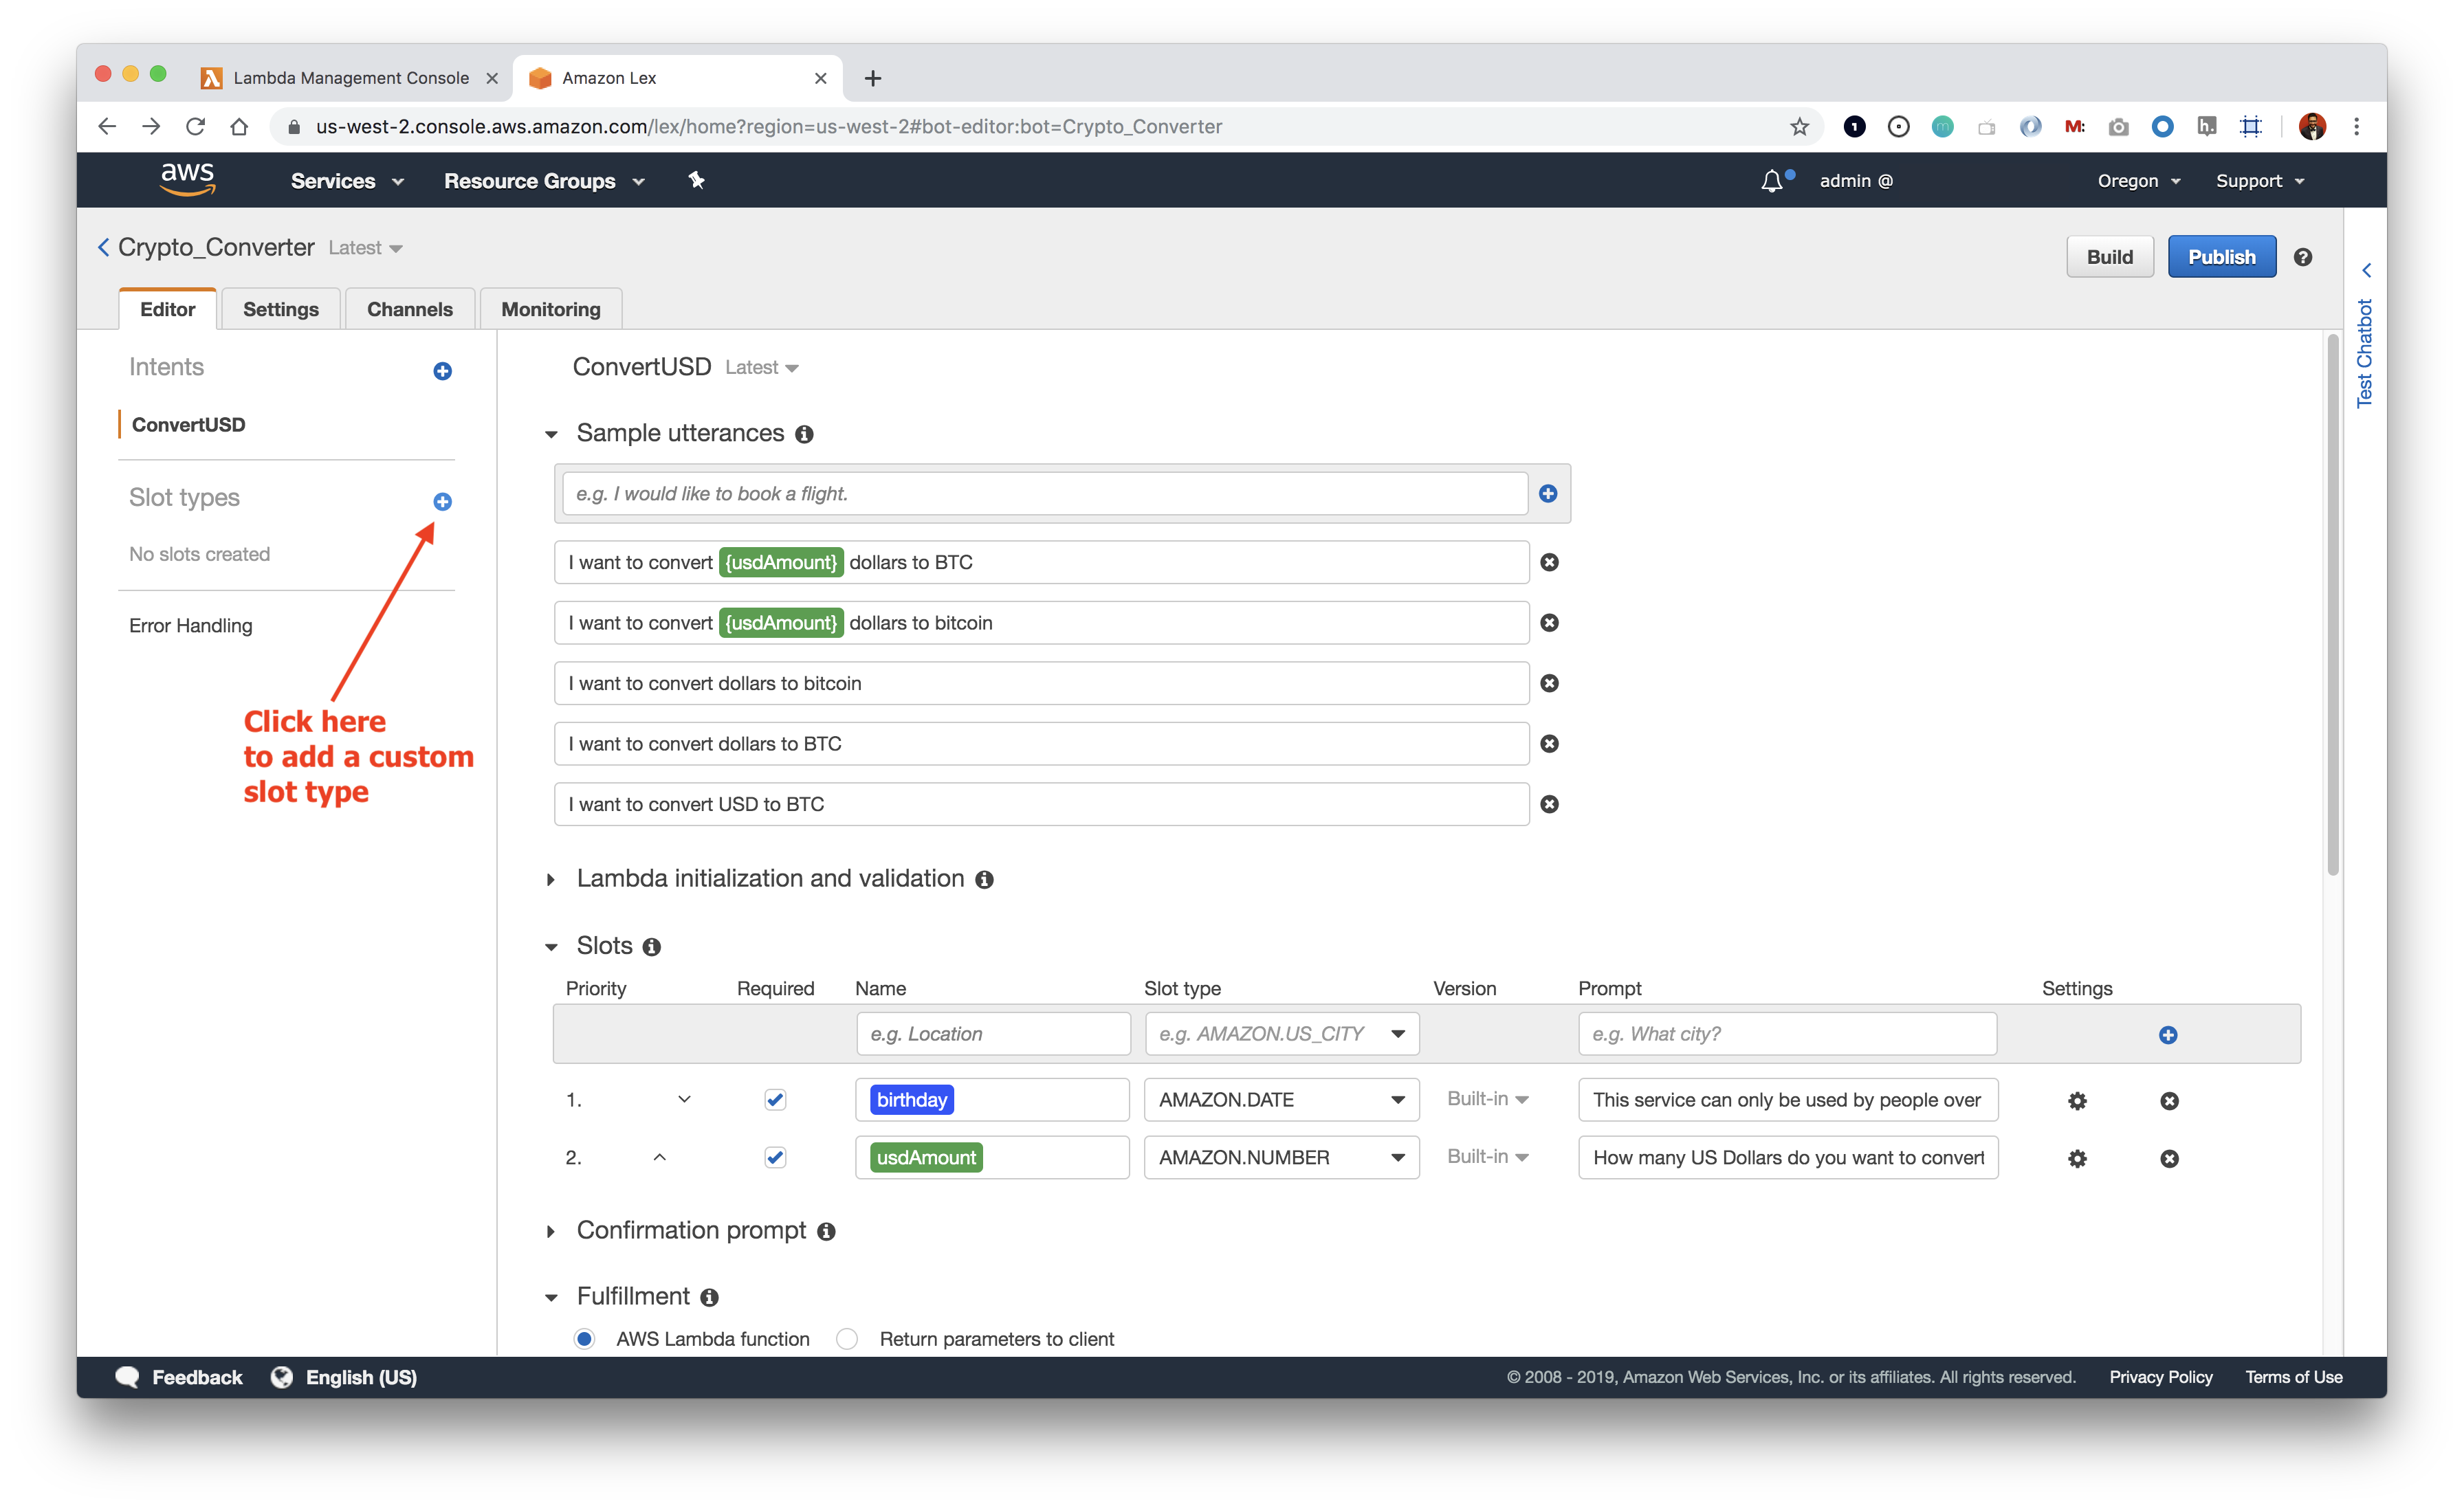 Lambda Management Console
Amazon Lex
us-west-2.console.aws.amazon.com/lex/home?region=us-west-2#bot-editor:bot=Crypto_Converter
aws
Services
Resource Groups
admin @
Oregon
Support
Crypto_Converter Latest
Build
Publish
Editor
Settings
Channels
Monitoring
Test Chatbot
Intents
ConvertUSD
Slot types
No slots created
Error Handling
Click here
to add a custom
slot type
ConvertUSD Latest
Sample utterances
e.g. I would like to book a flight.
I want to convert {usdAmount} dollars to BTC
I want to convert {usdAmount} dollars to bitcoin
I want to convert dollars to bitcoin
I want to convert dollars to BTC
I want to convert USD to BTC
Lambda initialization and validation
Slots
Priority Required Name Slot type Version Prompt Settings
e.g. Location e.g. AMAZON.US_CITY e.g. What city?
1. birthday AMAZON.DATE Built-in This service can only be used by people over
2. usdAmount AMAZON.NUMBER Built-in How many US Dollars do you want to convert
Confirmation prompt
Fulfillment
AWS Lambda function Return parameters to client
Feedback English (US) © 2008 - 2019, Amazon Web Services, Inc. or its affiliates. All rights reserved. Privacy Policy Terms of Use